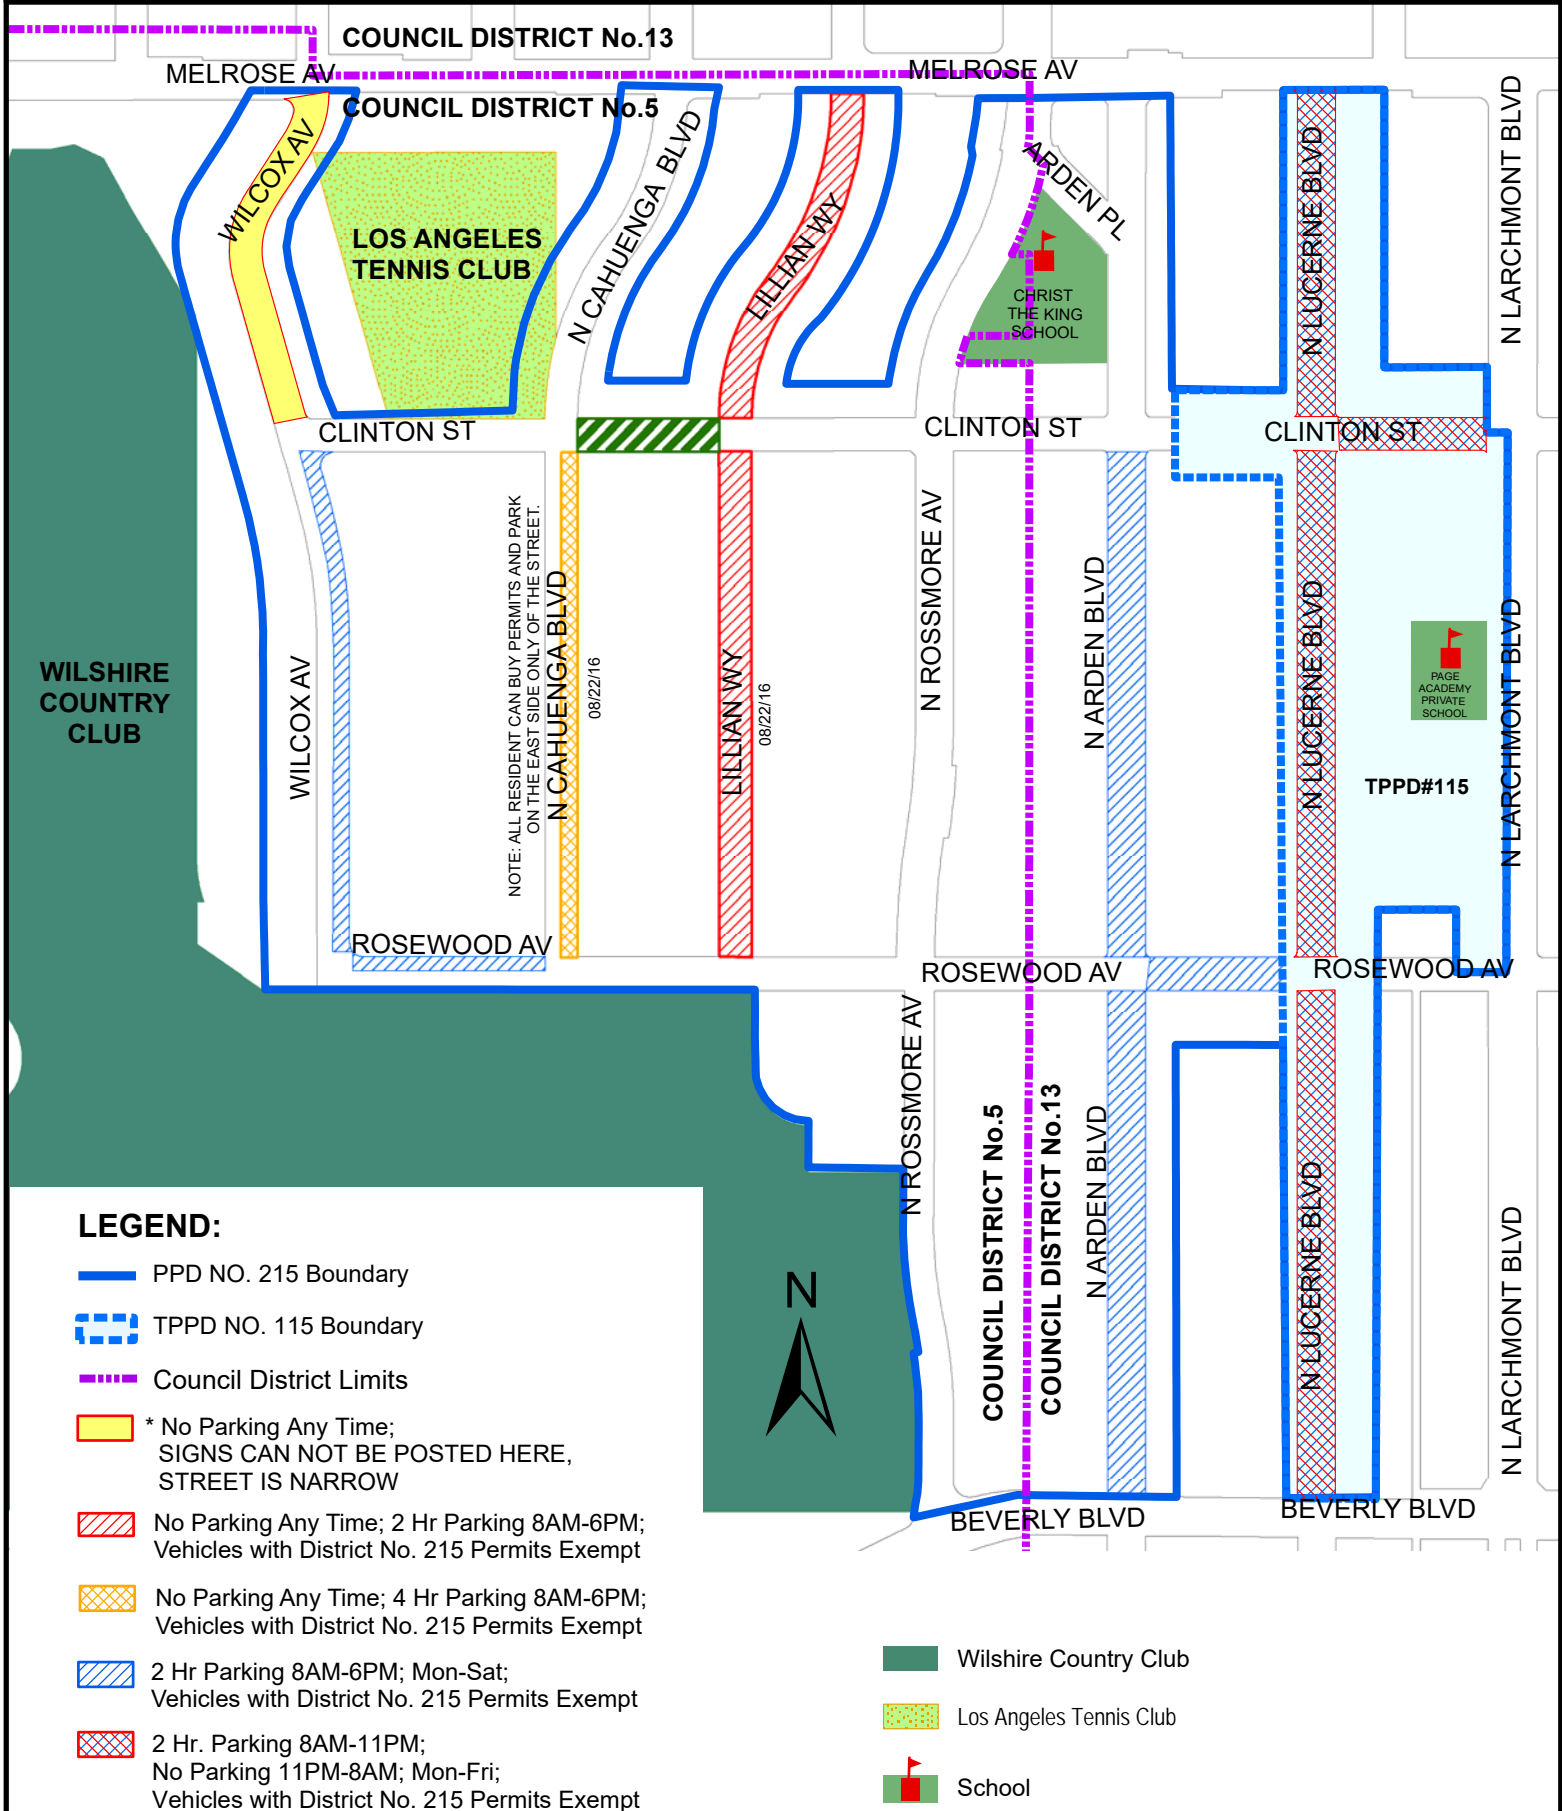 COUNCIL DISTRICT No.13
MELROSE AV
MELROSE AV
COUNCIL DISTRICT No.5
WILCOX AV
LOS ANGELES
TENNIS CLUB
N CAHUENGA BLVD
LILLIAN WY
ARDEN PL
CHRIST
THE KING
SCHOOL
N LUCERNE BLVD
N LARCHMONT BLVD
CLINTON ST
CLINTON ST
CLINTON ST
WILSHIRE
COUNTRY
CLUB
WILCOX AV
NOTE: ALL RESIDENT CAN BUY PERMITS AND PARK
ON THE EAST SIDE ONLY OF THE STREET.
N CAHUENGA BLVD
08/22/16
LILLIAN WY
08/22/16
N ROSSMORE AV
N ARDEN BLVD
N LUCERNE BLVD
PAGE
ACADEMY
PRIVATE
SCHOOL
N LARCHMONT BLVD
TPPD#115
ROSEWOOD AV
ROSEWOOD AV
ROSEWOOD AV
N ROSSMORE AV
COUNCIL DISTRICT No.5
COUNCIL DISTRICT No.13
N ARDEN BLVD
N LUCERNE BLVD
N LARCHMONT BLVD
BEVERLY BLVD
BEVERLY BLVD
N
LEGEND:
PPD NO. 215 Boundary
TPPD NO. 115 Boundary
Council District Limits
* No Parking Any Time;
SIGNS CAN NOT BE POSTED HERE,
STREET IS NARROW
No Parking Any Time; 2 Hr Parking 8AM-6PM;
Vehicles with District No. 215 Permits Exempt
No Parking Any Time; 4 Hr Parking 8AM-6PM;
Vehicles with District No. 215 Permits Exempt
2 Hr Parking 8AM-6PM; Mon-Sat;
Vehicles with District No. 215 Permits Exempt
2 Hr. Parking 8AM-11PM;
No Parking 11PM-8AM; Mon-Fri;
Vehicles with District No. 215 Permits Exempt
Wilshire Country Club
Los Angeles Tennis Club
School